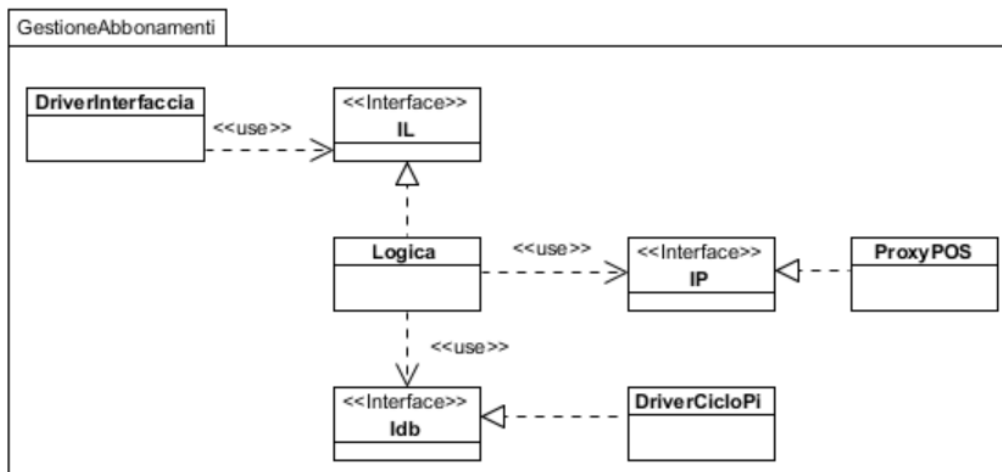 GestioneAbbonamenti
DriverInterfaccia
<<use>>
<<Interface>>
IL
Logica
<<use>>
<<Interface>>
IP
ProxyPOS
<<use>>
<<Interface>>
Idb
DriverCicloPi